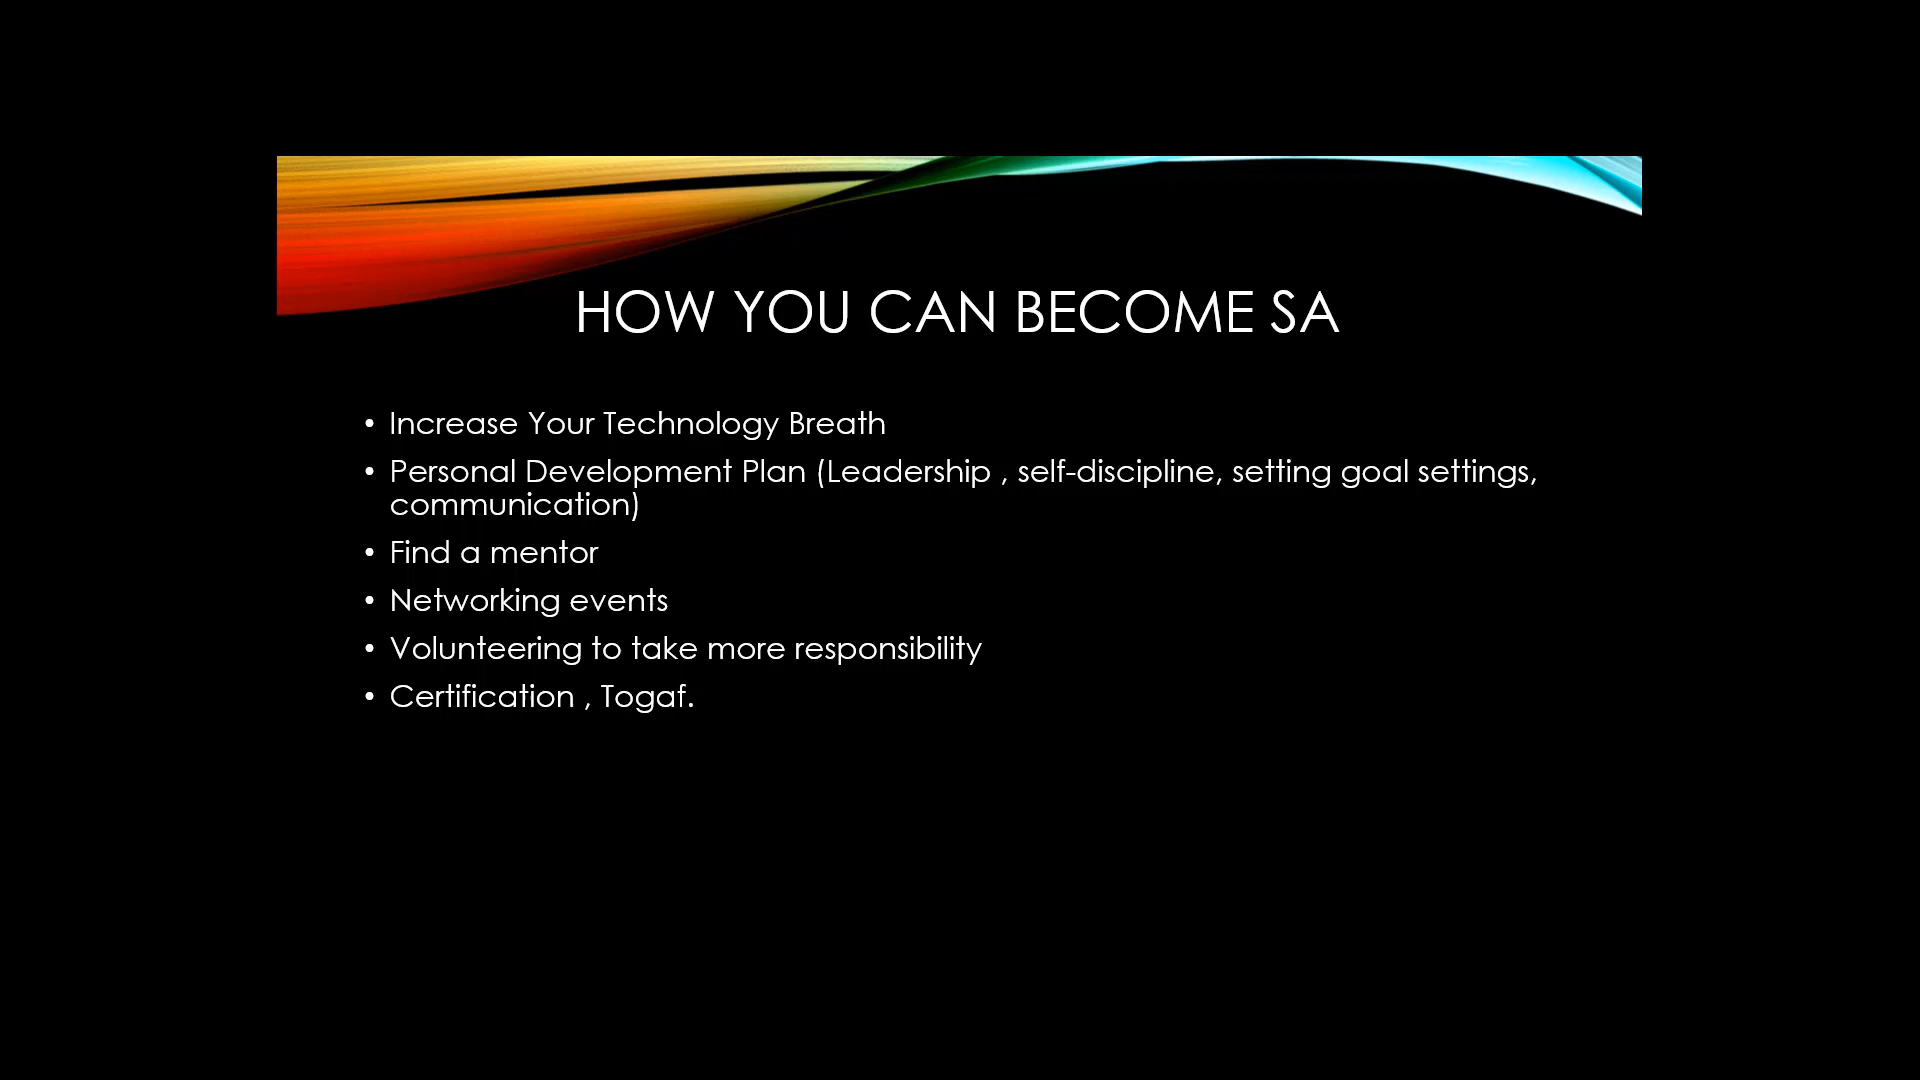 HOW YOU CAN BECOME SA
• Increase Your Technology Breath
• Personal Development Plan (Leadership , self-discipline, setting goal settings,
communication)
• Find a mentor
• Networking events
• Volunteering to take more responsibility
• Certification , Togaf.